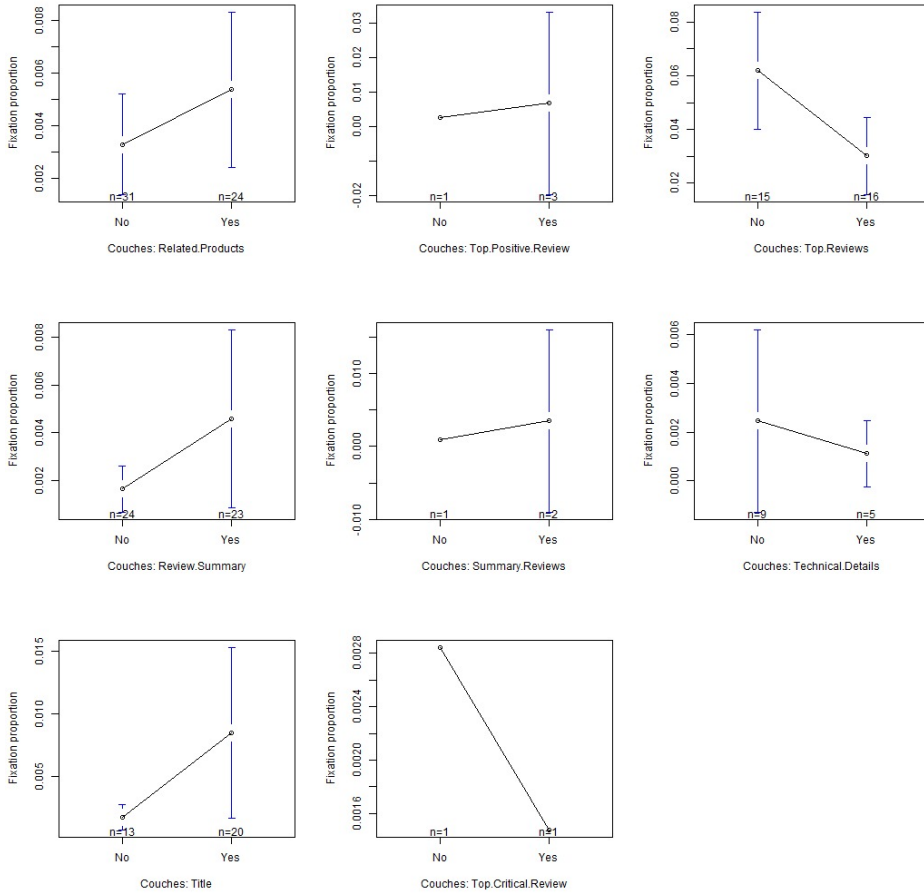 Fixation proportion
0.002 0.004 0.006 0.008
n=31 n=24
No Yes
Couches: Related.Products
Fixation proportion
-0.02 0.00 0.01 0.02 0.03
n=1 n=3
No Yes
Couches: Top.Positive.Review
Fixation proportion
0.02 0.04 0.06 0.08
n=15 n=16
No Yes
Couches: Top.Reviews
Fixation proportion
0.002 0.004 0.006 0.008
n=24 n=23
No Yes
Couches: Review.Summary
Fixation proportion
-0.010 0.000 0.010
n=1 n=2
No Yes
Couches: Summary.Reviews
Fixation proportion
0.000 0.002 0.004 0.006
n=9 n=5
No Yes
Couches: Technical.Details
Fixation proportion
0.005 0.010 0.015
n=13 n=20
No Yes
Couches: Title
Fixation proportion
0.0016 0.0020 0.0024 0.0028
n=1 n=1
No Yes
Couches: Top.Critical.Review